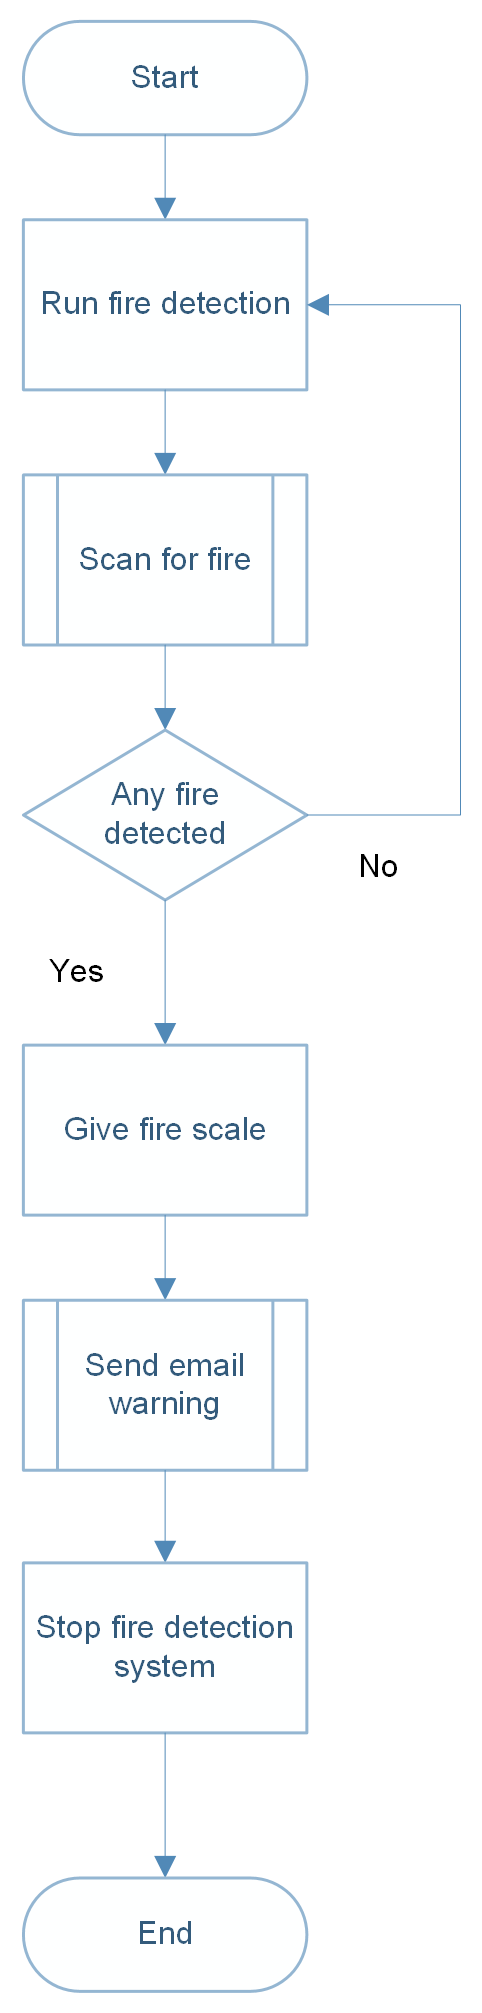 Start
Run fire detection
Scan for fire
Any fire
detected
No
Yes
Give fire scale
Send email
warning
Stop fire detection
system
End